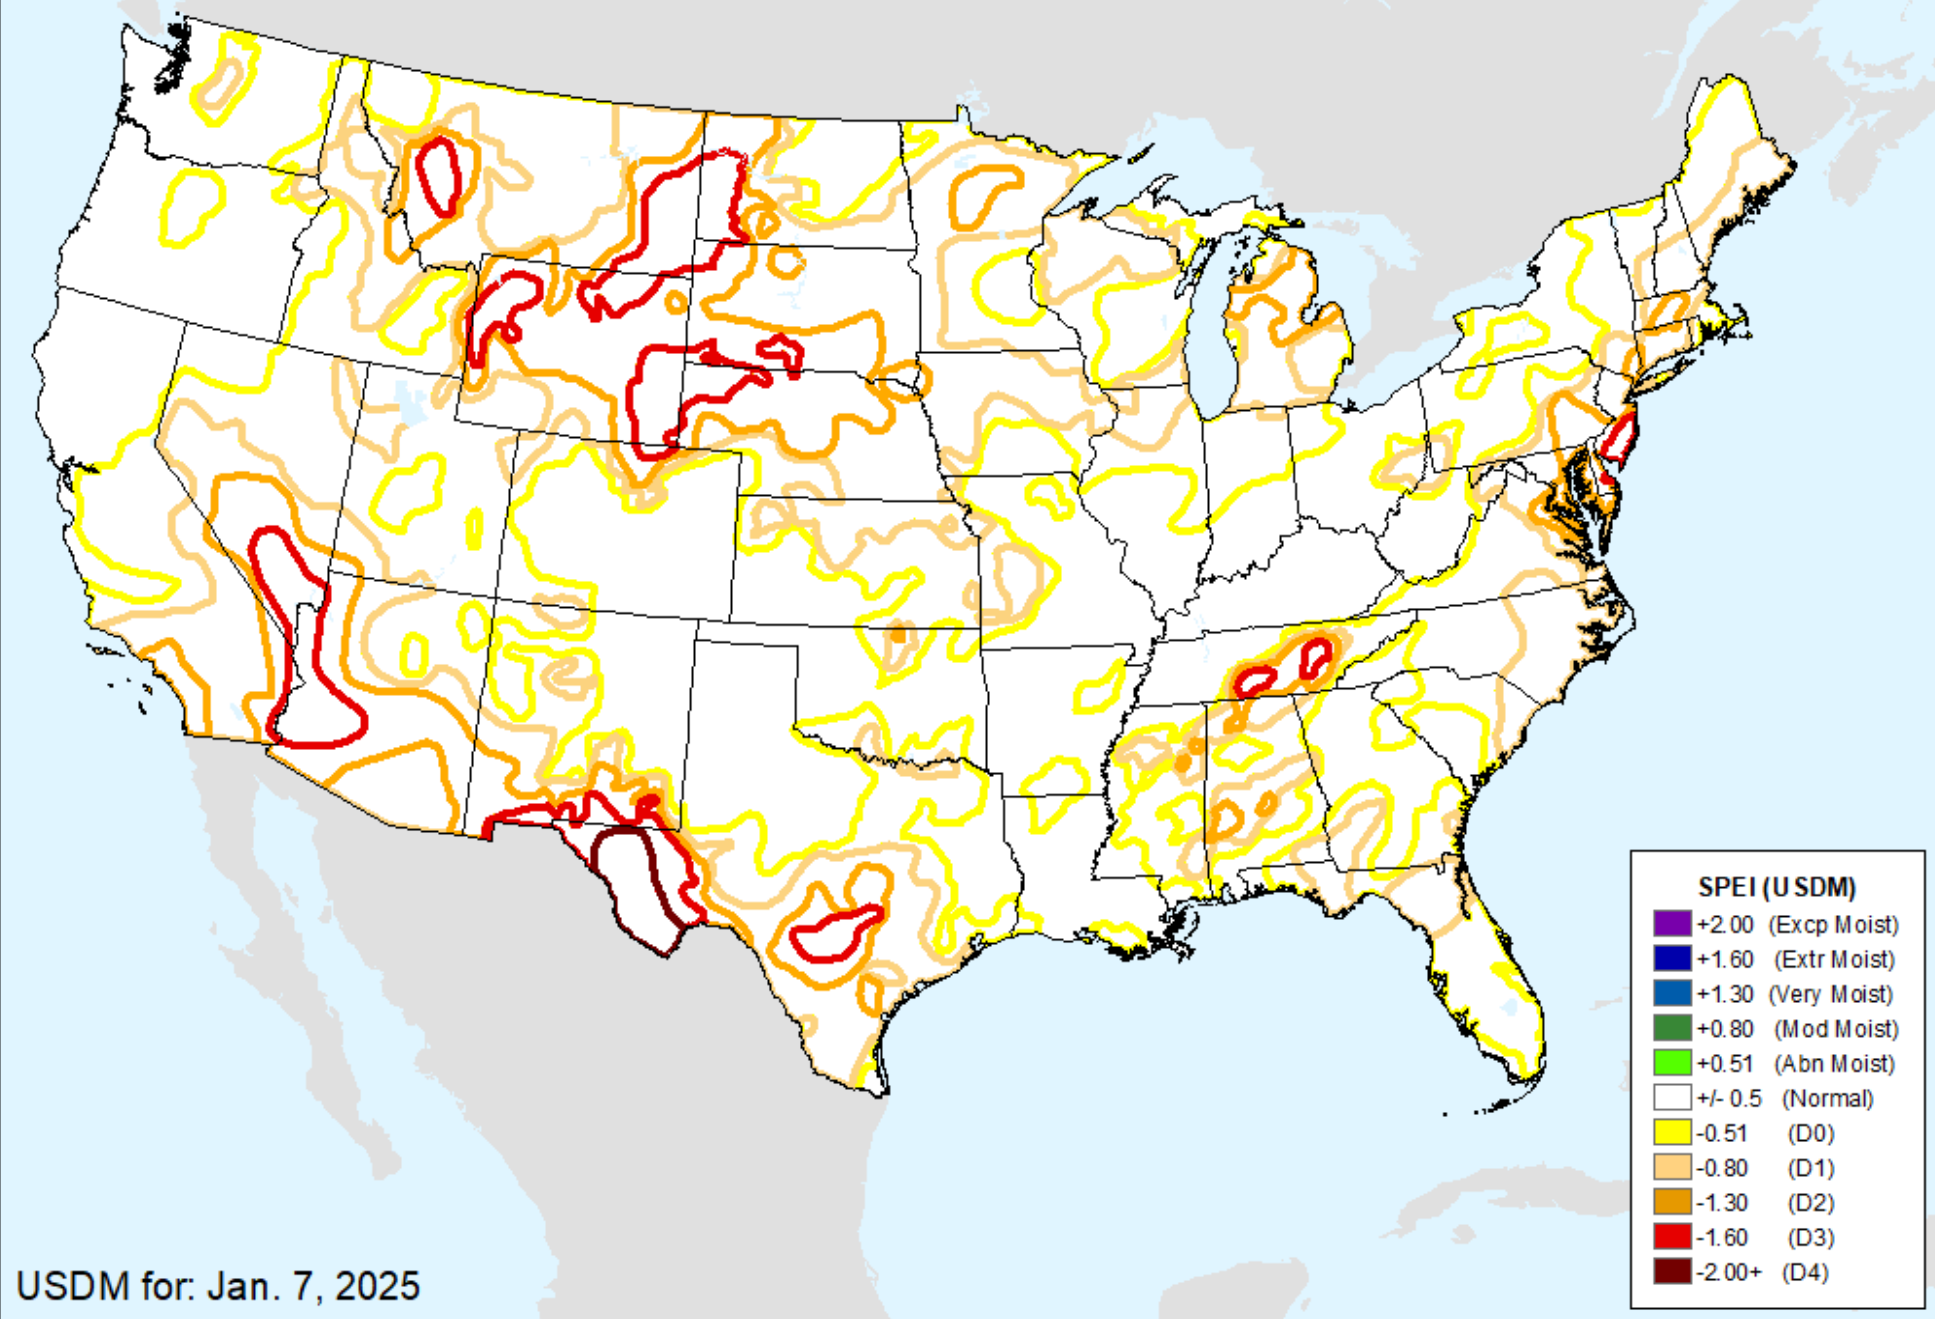 SPEI (USDM)
+2.00 (Excp Moist)
+1.60 (Extr Moist)
+1.30 (Very Moist)
+0.80 (Mod Moist)
+0.51 (Abn Moist)
+/- 0.5 (Normal)
-0.51 (D0)
-0.80 (D1)
-1.30 (D2)
-1.60 (D3)
-2.00+ (D4)
USDM for: Jan. 7, 2025